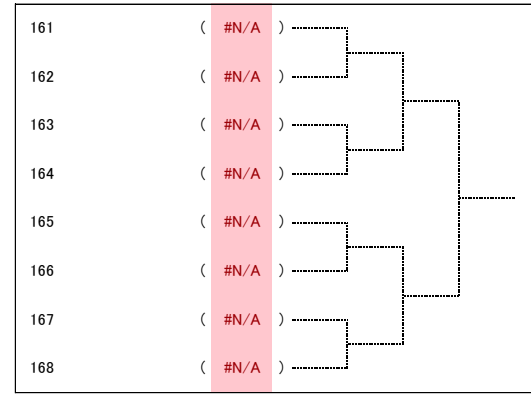 161 ( #N/A )
162 ( #N/A )
163 ( #N/A )
164 ( #N/A )
165 ( #N/A )
166 ( #N/A )
167 ( #N/A )
168 ( #N/A )